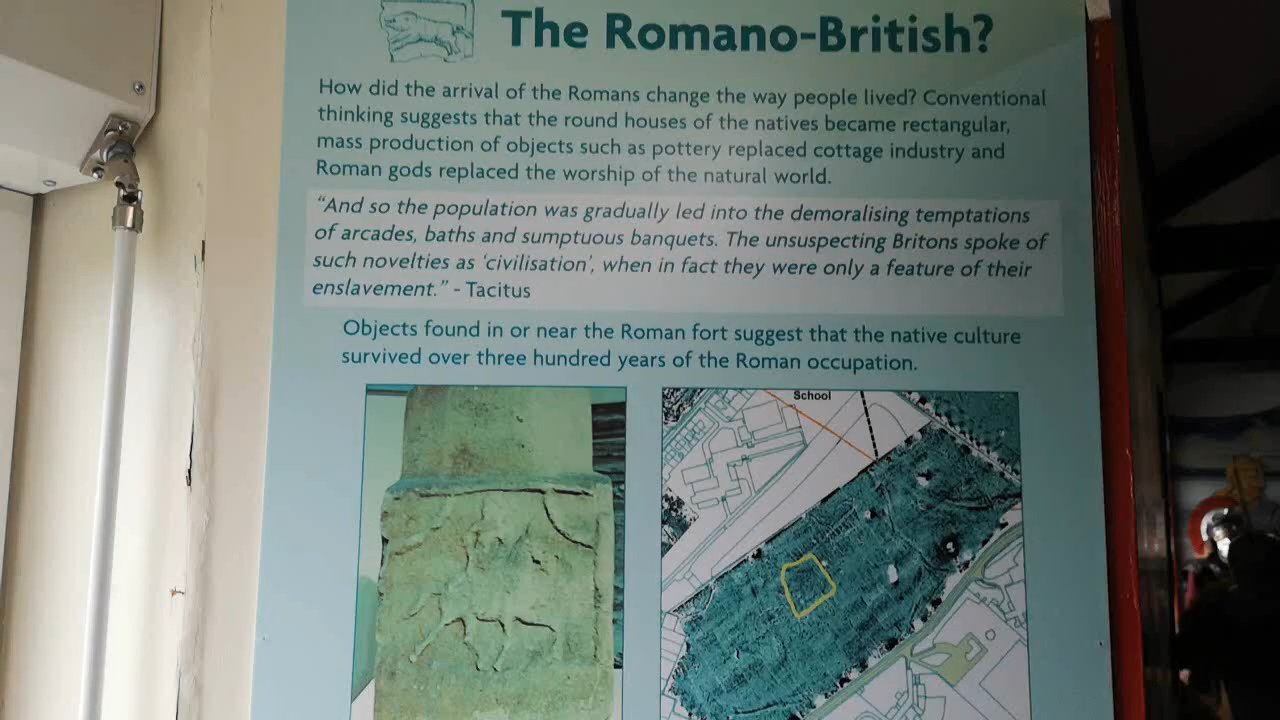 The Romano-British?
How did the arrival of the Romans change the way people lived? Conventional
thinking suggests that the round houses of the natives became rectangular,
mass production of objects such as pottery replaced cottage industry and
Roman gods replaced the worship of the natural world.
“And so the population was gradually led into the demoralising temptations
of arcades, baths and sumptuous banquets. The unsuspecting Britons spoke of
such novelties as ‘civilisation’, when in fact they were only a feature of their
enslavement.” - Tacitus
Objects found in or near the Roman fort suggest that the native culture
survived over three hundred years of the Roman occupation.
School